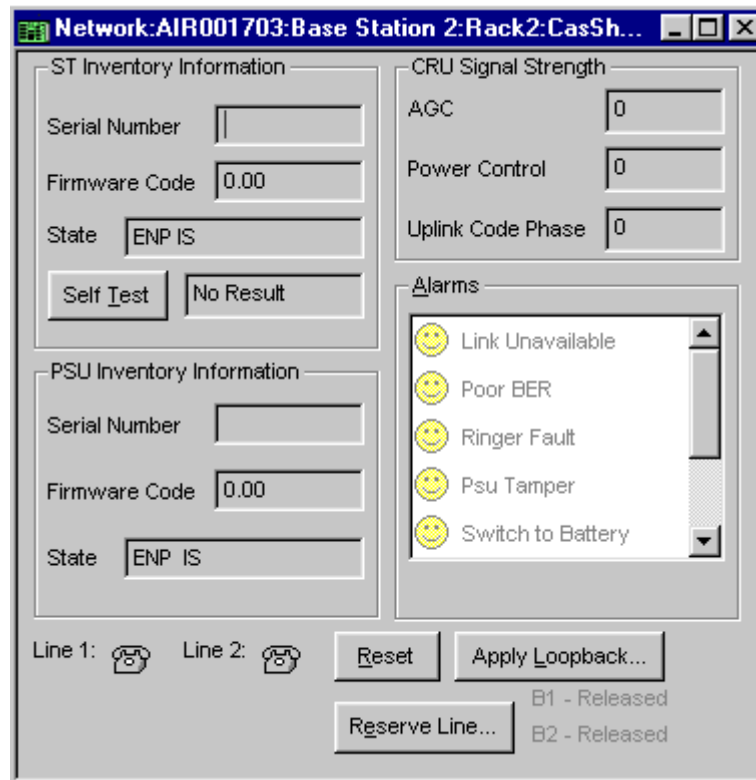 Network:AIR001703:Base Station 2:Rack2:CasSh...
ST Inventory Information
Serial Number
Firmware Code 0.00
State ENP IS
Self Test No Result
PSU Inventory Information
Serial Number
Firmware Code 0.00
State ENP IS
CRU Signal Strength
AGC 0
Power Control 0
Uplink Code Phase 0
Alarms
Link Unavailable
Poor BER
Ringer Fault
Psu Tamper
Switch to Battery
Line 1: Line 2: Reset Apply Loopback...
Reserve Line... B1 - Released
B2 - Released